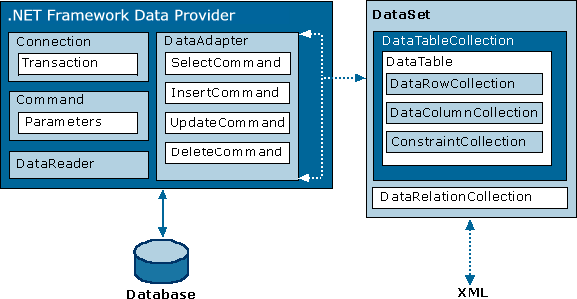 .NET Framework Data Provider
Connection
Transaction
Command
Parameters
DataReader
DataAdapter
SelectCommand
InsertCommand
UpdateCommand
DeleteCommand
Database
DataSet
DataTableCollection
DataTable
DataRowCollection
DataColumnCollection
ConstraintCollection
DataRelationCollection
XML